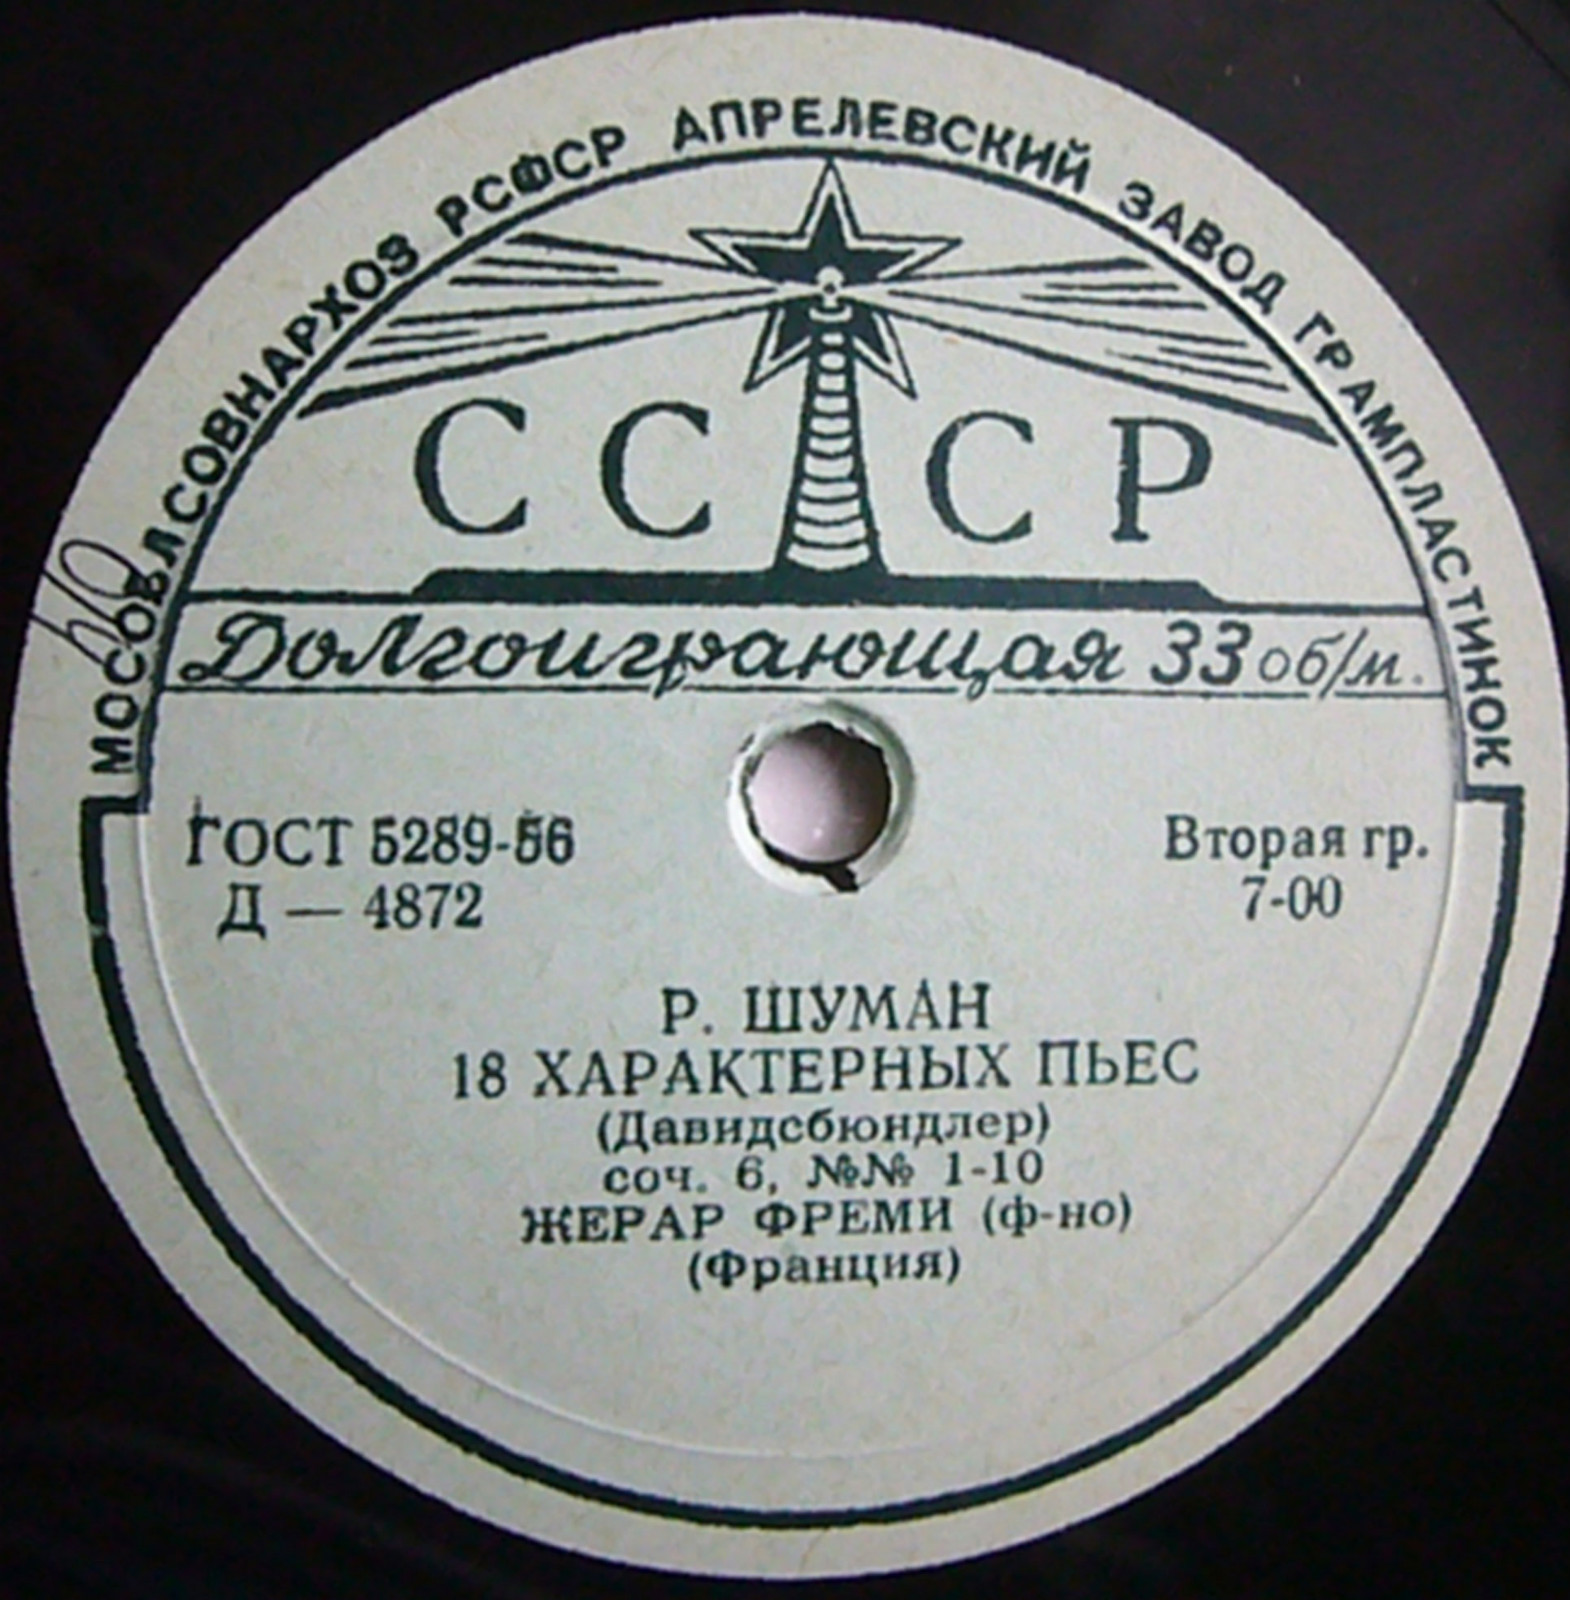 МОСОБЛСОВНАРХОЗ РСФСР АПРЕЛЕВСКИЙ ЗАВОД ГРАМПЛАСТИНОК
СССР
Долгоиграющая 33 об/м.
ГОСТ 5289-56
Д — 4872
Вторая гр.
7-00
Р. ШУМАН
18 ХАРАКТЕРНЫХ ПЬЕС
(Давидсбюндлер)
соч. 6, №№ 1-10
ЖЕРАР ФРЕМИ (ф-но)
(Франция)